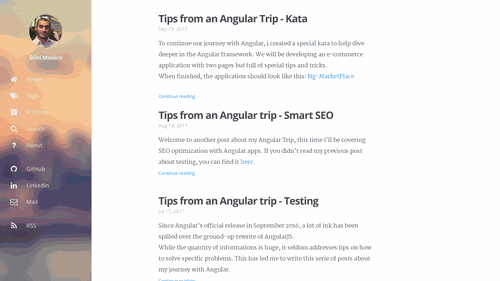 Bilel Msekni
Home
Tags
Archives
Search
About
GitHub
LinkedIn
Mail
RSS
Tips from an Angular Trip - Kata
Sep 19, 2017
To continue our journey with Angular, i created a special kata to help dive
deeper in the Angular framework. We will be developing an e-commerce
application with two pages but full of special tips and tricks.
When finished, the application should look like this: Ng-MarketPlace
Continue reading
Tips from an Angular trip - Smart SEO
Welcome to another post about my Angular Trip, this time i'll be covering
SEO optimization with Angular apps. If you didn't read my previous post
about testing, you can find it here.
Continue reading
Tips from an Angular trip - Testing
Jul 17, 2017
Since Angular's official release in September 2016, a lot of ink has been
spilled over the ground-up rewrite of AngularJS.
While the quantity of informations is huge, it seldom addresses tips on how
to solve specific problems. This has led me to write this serie of posts about
my journey with Angular.
Continue reading